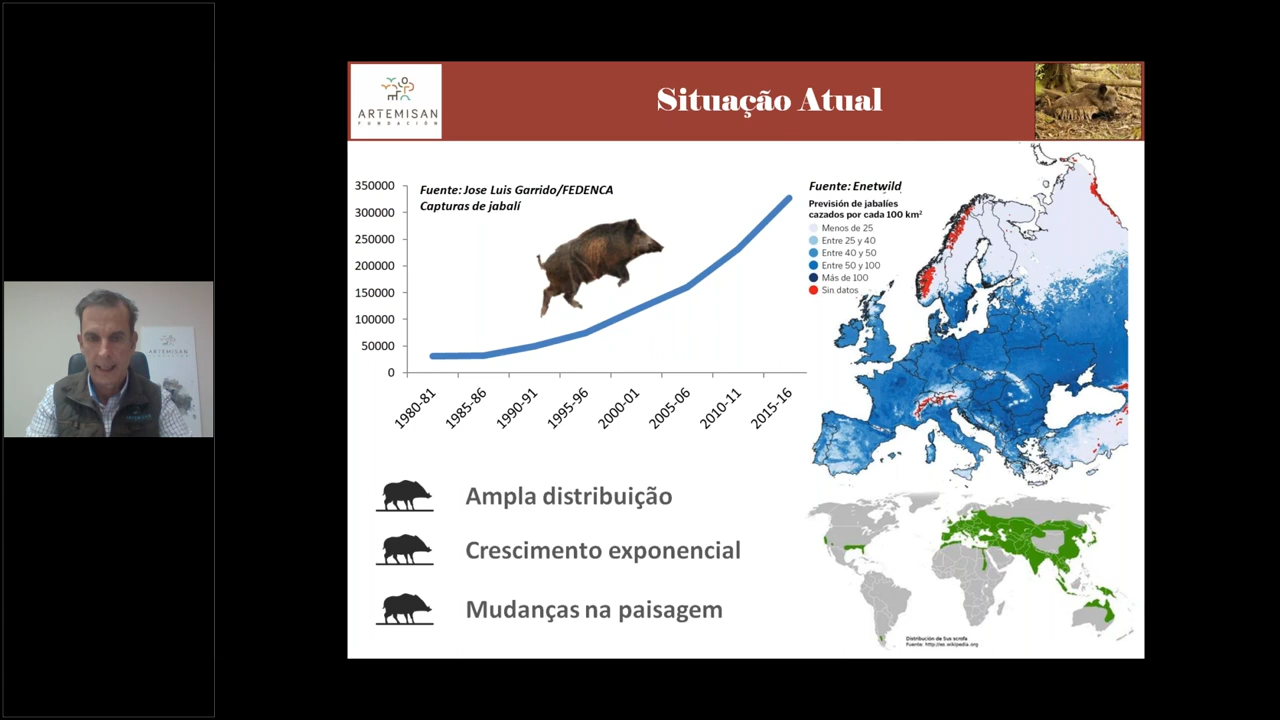 ARTEMISAN
FUNDACIÓN
Situação Atual
350000
300000
250000
200000
150000
100000
50000
0
1980-81
1985-86
1990-91
1995-96
2000-01
2005-06
2010-11
2015-16
Fuente: Jose Luis Garrido/FEDENCA
Capturas de jabalí
Fuente: Enetwild
Previsión de jabalíes
cazados por cada 100 km²
Menos de 25
Entre 25 y 40
Entre 40 y 50
Entre 50 y 100
Más de 100
Sin datos
Ampla distribuição
Crescimento exponencial
Mudanças na paisagem
Distribución de Sus scrofa
Fuente: http://es.wikipedia.org
ARTEMISAN